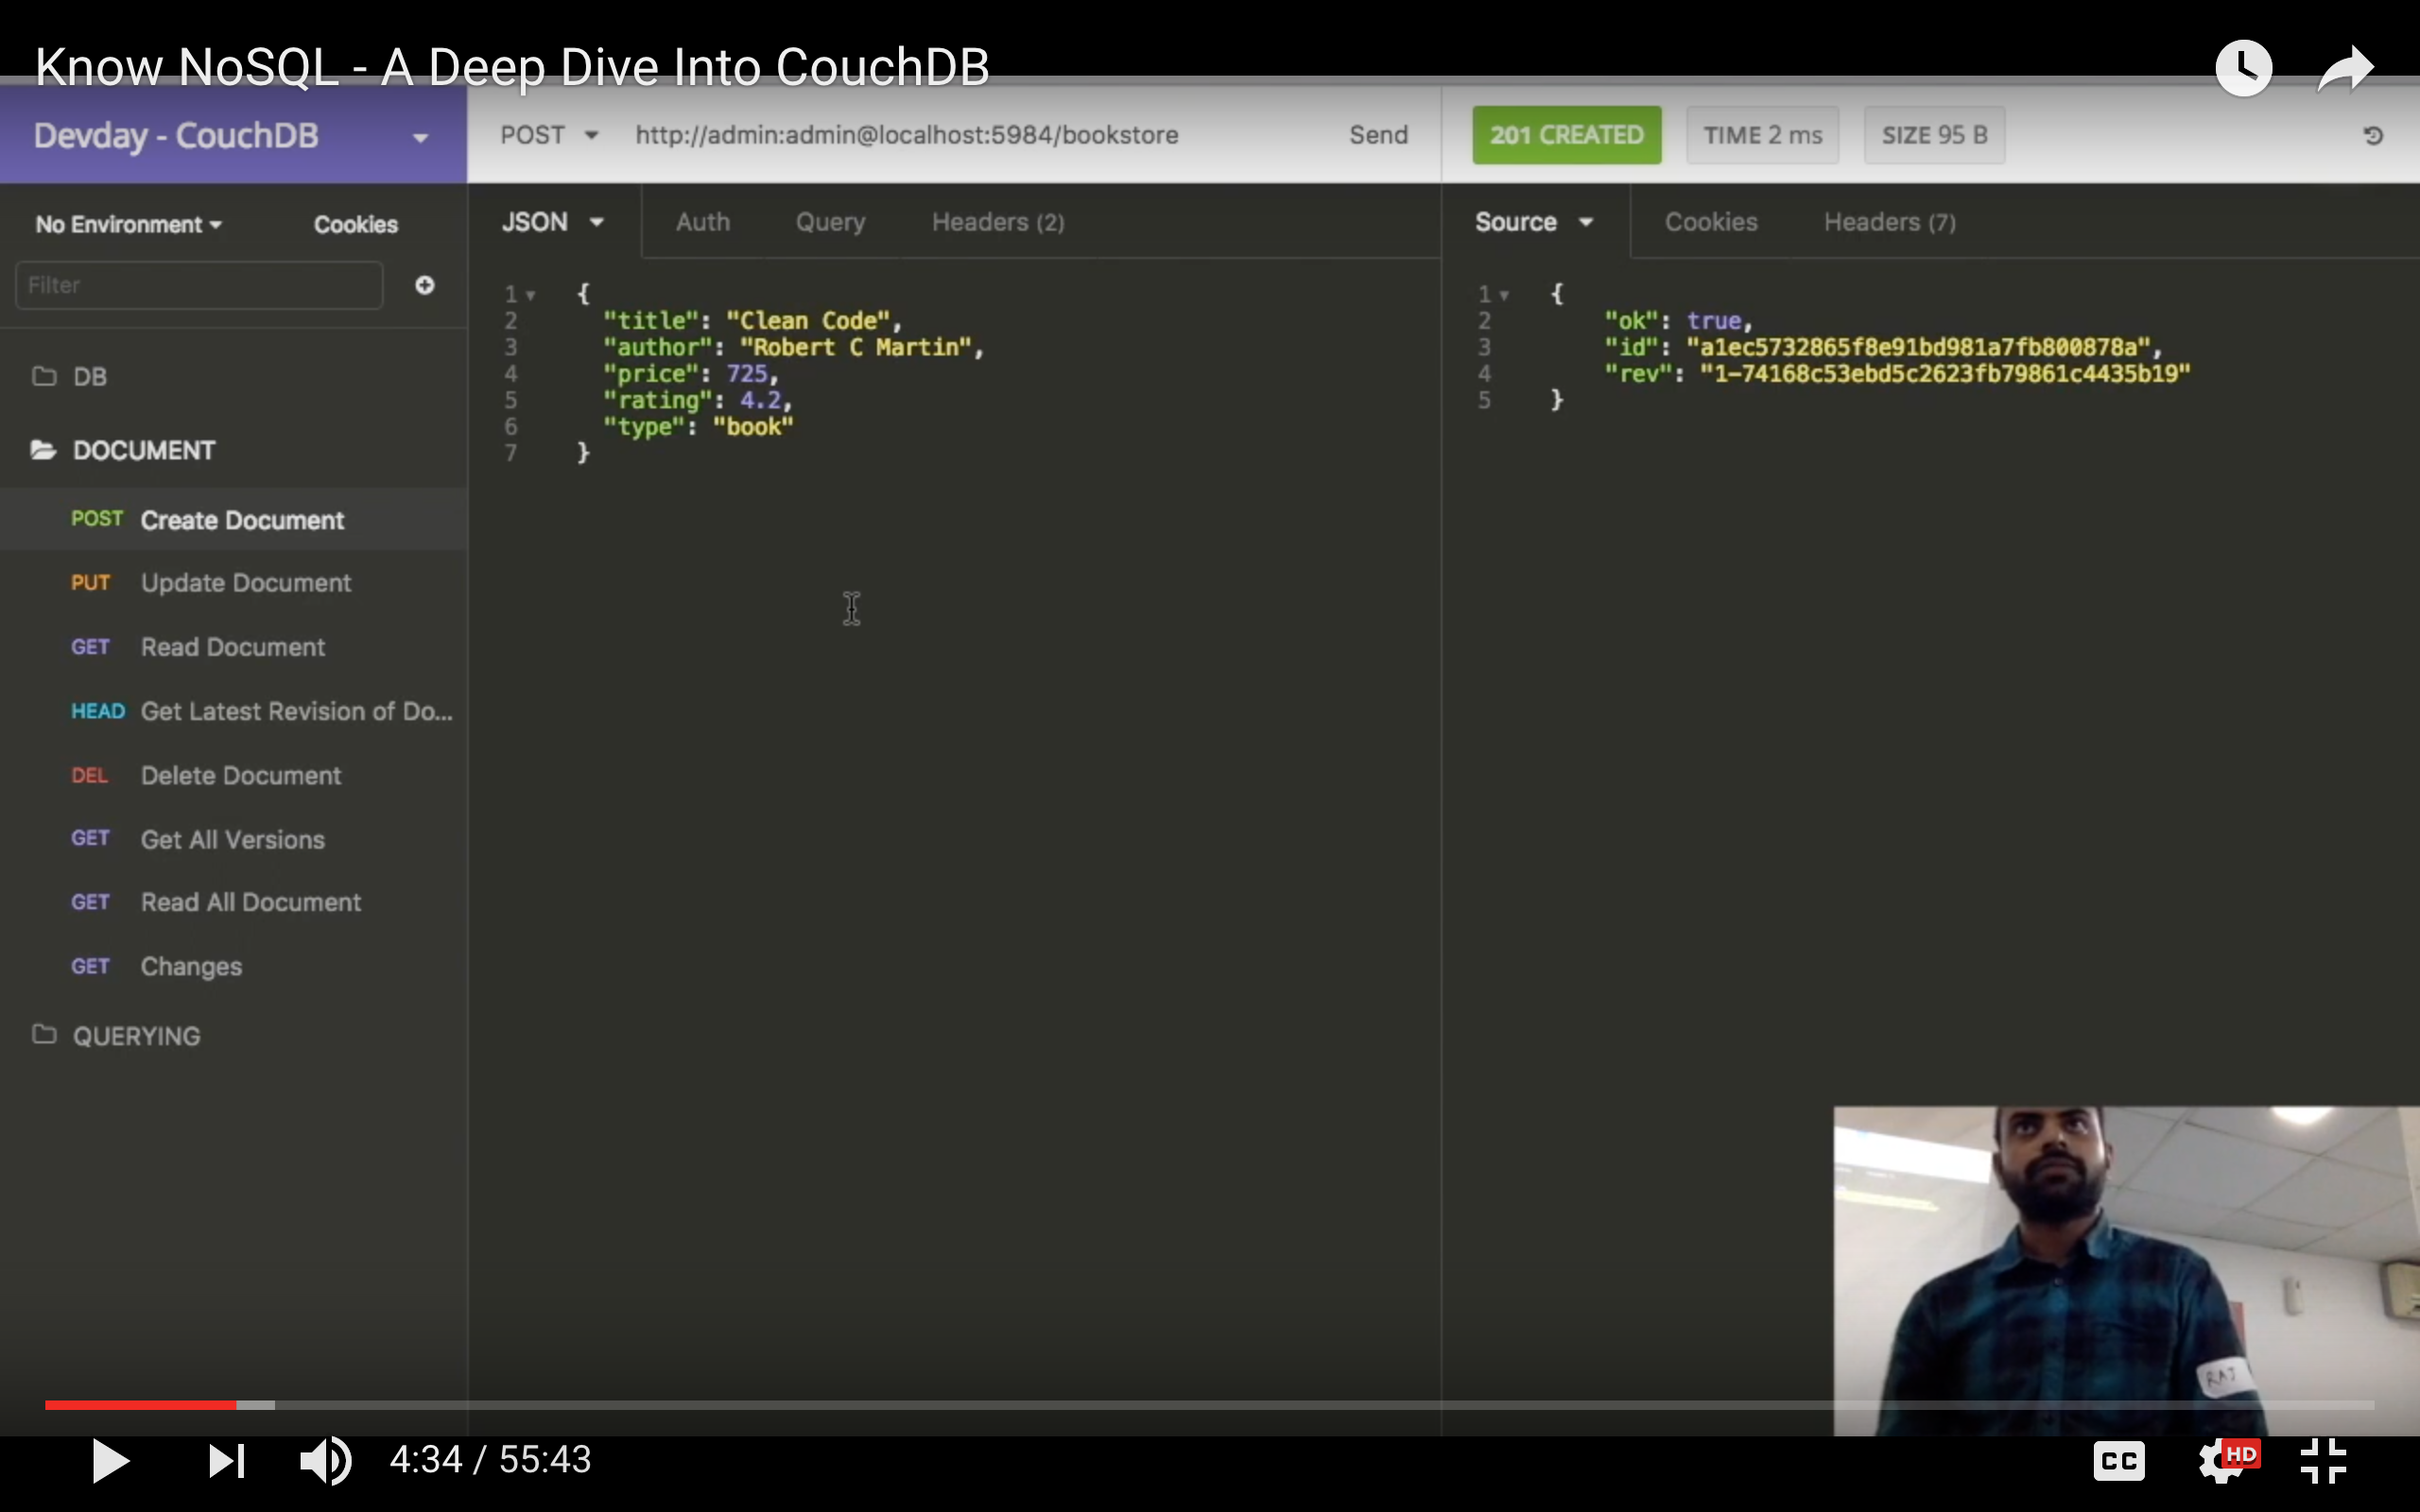 Know NoSQL - A Deep Dive Into CouchDB
Devday - CouchDB
POST http://admin:admin@localhost:5984/bookstore Send
201 CREATED TIME 2 ms SIZE 95 B
No Environment Cookies
Filter
DB
DOCUMENT
POST Create Document
PUT Update Document
GET Read Document
HEAD Get Latest Revision of Do...
DEL Delete Document
GET Get All Versions
GET Read All Document
GET Changes
QUERYING
JSON Auth Query Headers (2)
1 {
2 "title": "Clean Code",
3 "author": "Robert C Martin",
4 "price": 725,
5 "rating": 4.2,
6 "type": "book"
7 }
Source Cookies Headers (7)
1 {
2 "ok": true,
3 "id": "a1ec5732865f8e91bd981a7fb800878a",
4 "rev": "1-74168c53ebd5c2623fb79861c4435b19"
5 }
RAJ
4:34 / 55:43
CC
HD